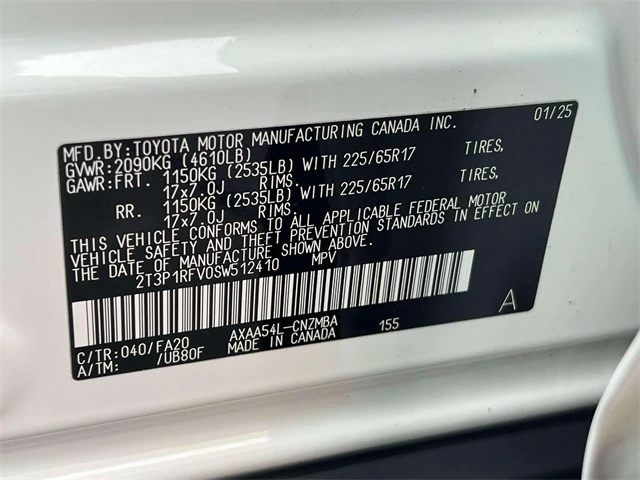 MFD.BY:TOYOTA MOTOR MANUFACTURING CANADA INC. 01/25
GVWR:2090KG (4610LB)
GAWR:FRT. 1150KG (2535LB) WITH 225/65R17 TIRES,
17x7.0J RIMS.
RR. 1150KG (2535LB) WITH 225/65R17 TIRES,
17x7.0J RIMS.
THIS VEHICLE CONFORMS TO ALL APPLICABLE FEDERAL MOTOR
VEHICLE SAFETY AND THEFT PREVENTION STANDARDS IN EFFECT ON
THE DATE OF MANUFACTURE SHOWN ABOVE.
2T3P1RFV0SW512410 MPV
A
C/TR:040/FA20 AXAA54L-CNZMBA 155
A/TM: /UB80F MADE IN CANADA